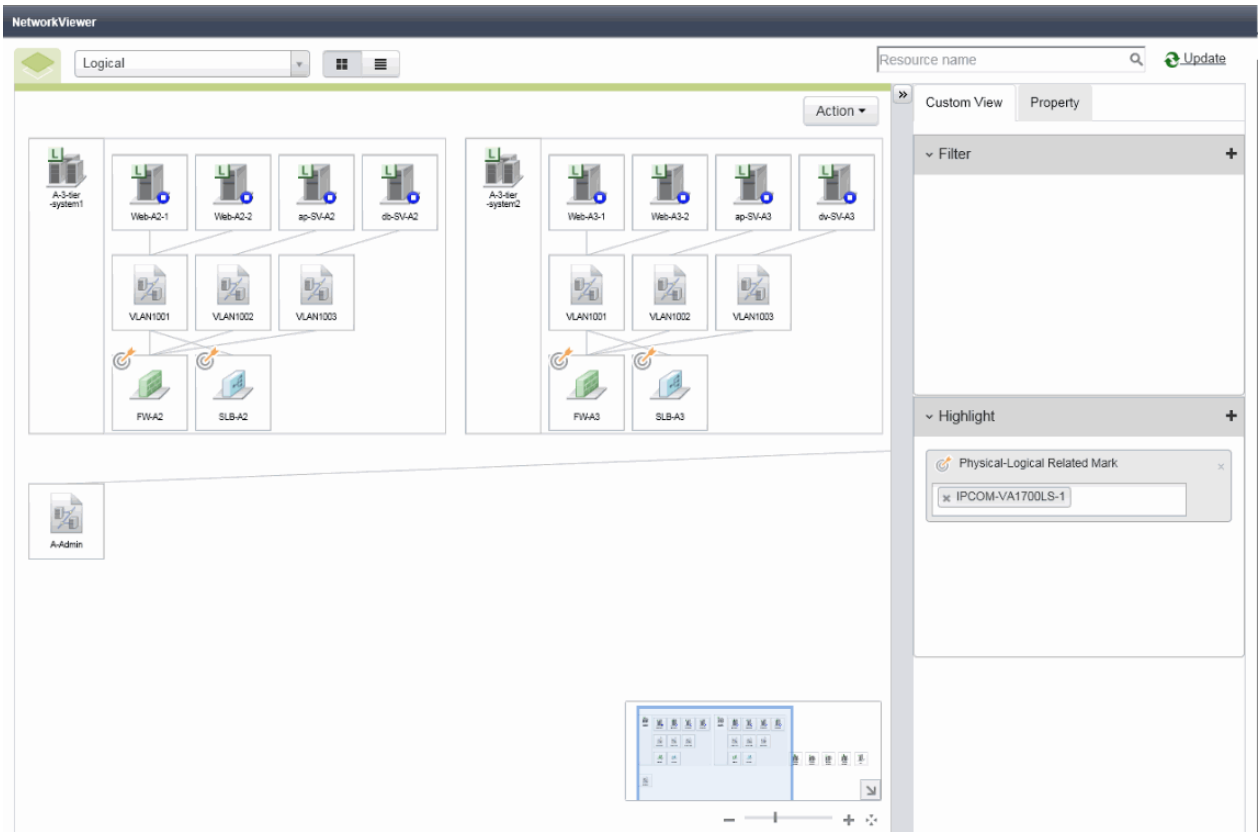 NetworkViewer
Logical
Resource name
Update
Action
Custom View
Property
Filter
L
A-3-tier
-system1
L
Web-A2-1
L
Web-A2-2
L
ap-SV-A2
L
db-SV-A2
L
A-3-tier
-system2
L
Web-A3-1
L
Web-A3-2
L
ap-SV-A3
L
dv-SV-A3
VLAN1001
VLAN1002
VLAN1003
VLAN1001
VLAN1002
VLAN1003
FW-A2
SLB-A2
FW-A3
SLB-A3
Highlight
Physical-Logical Related Mark
IPCOM-VA1700LS-1
A-Admin